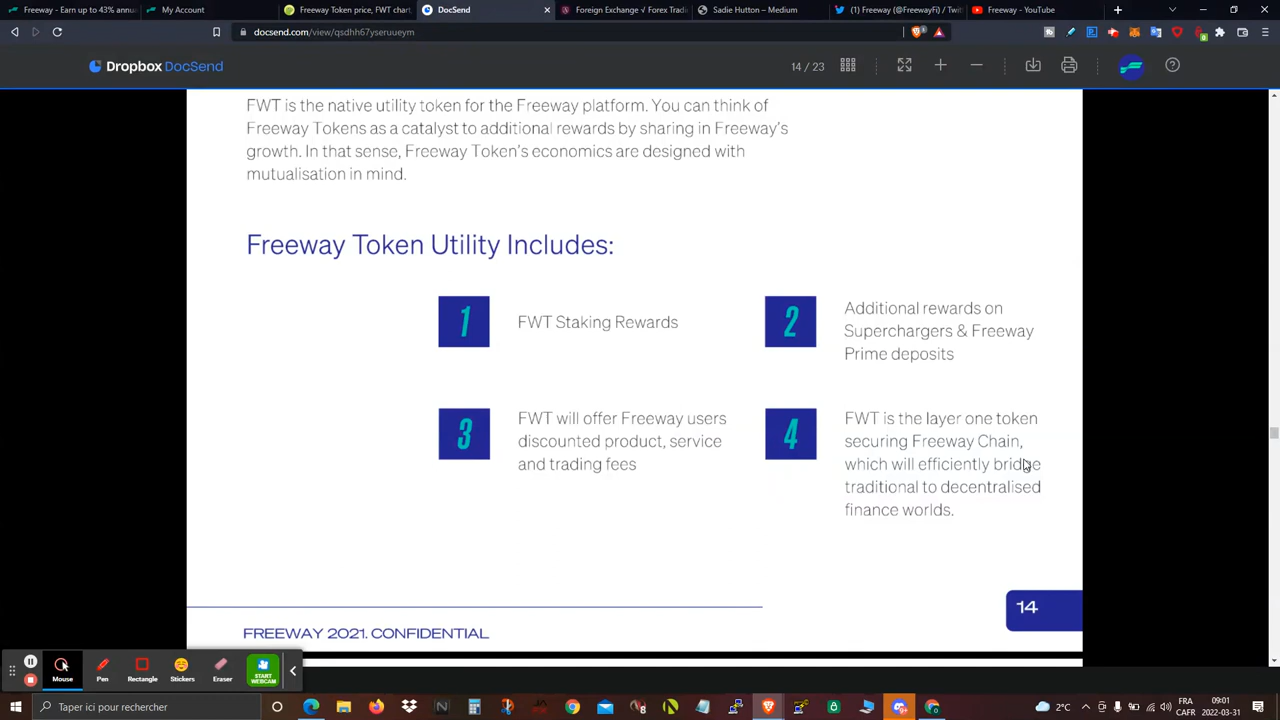 Freeway - Earn up to 43% annu
My Account
Freeway Token price, FWT chart,
DocSend
Foreign Exchange √ Forex Tradi
Sadie Hutton – Medium
(1) Freeway (@FreewayFi) / Twit
Freeway - YouTube
docsend.com/view/qsdhh67yseruueym
Dropbox DocSend
14 / 23
FWT is the native utility token for the Freeway platform. You can think of
Freeway Tokens as a catalyst to additional rewards by sharing in Freeway's
growth. In that sense, Freeway Token's economics are designed with
mutualisation in mind.
Freeway Token Utility Includes:
1
FWT Staking Rewards
2
Additional rewards on
Superchargers & Freeway
Prime deposits
3
FWT will offer Freeway users
discounted product, service
and trading fees
4
FWT is the layer one token
securing Freeway Chain,
which will efficiently bridge
traditional to decentralised
finance worlds.
14
FREEWAY 2021. CONFIDENTIAL
Mouse
Pen
Rectangle
Stickers
Eraser
START
WEBCAM
Taper ici pour rechercher
2°C
FRA
CAFR
09:01
2022-03-31